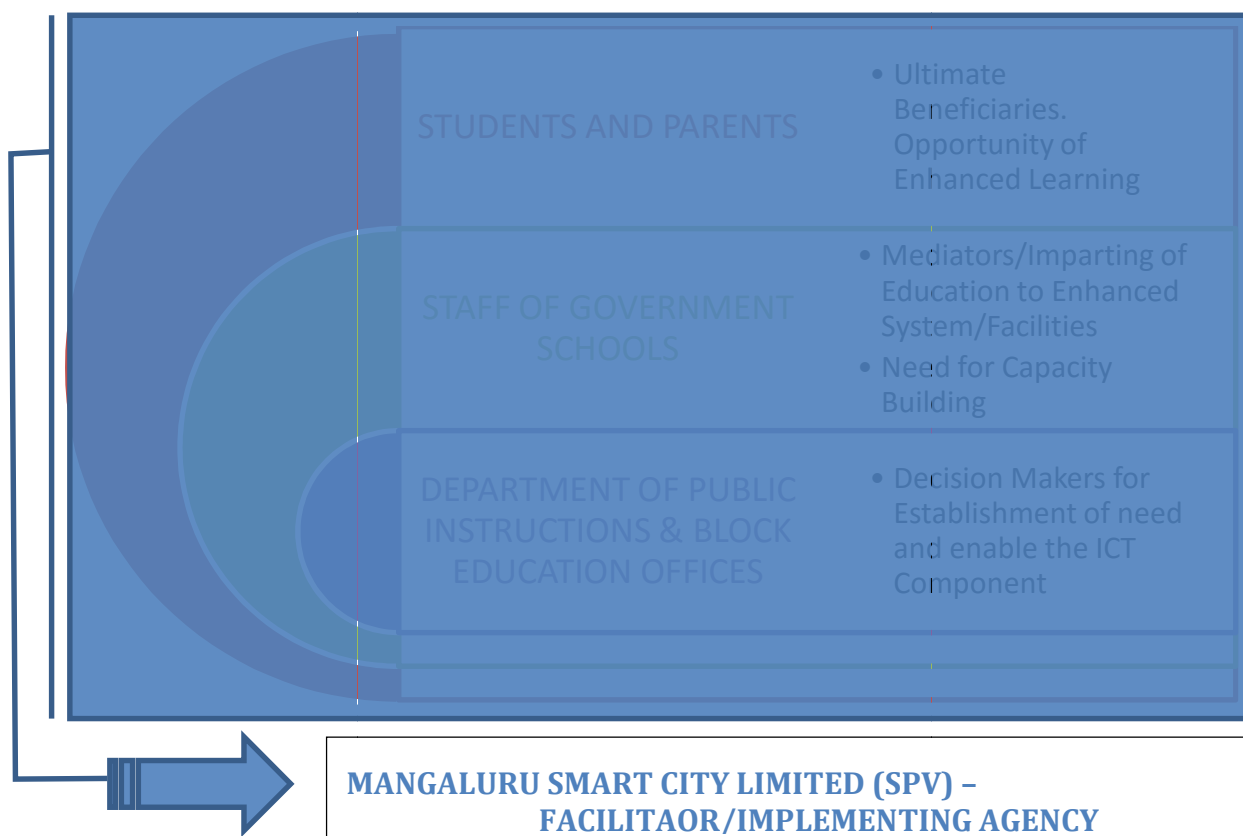 STUDENTS AND PARENTS
• Ultimate
Beneficiaries.
Opportunity of
Enhanced Learning
STAFF OF GOVERNMENT
SCHOOLS
• Mediators/Imparting of
Education to Enhanced
System/Facilities
• Need for Capacity
Building
DEPARTMENT OF PUBLIC
INSTRUCTIONS & BLOCK
EDUCATION OFFICES
• Decision Makers for
Establishment of need
and enable the ICT
Component
MANGALURU SMART CITY LIMITED (SPV) –
FACILITAOR/IMPLEMENTING AGENCY